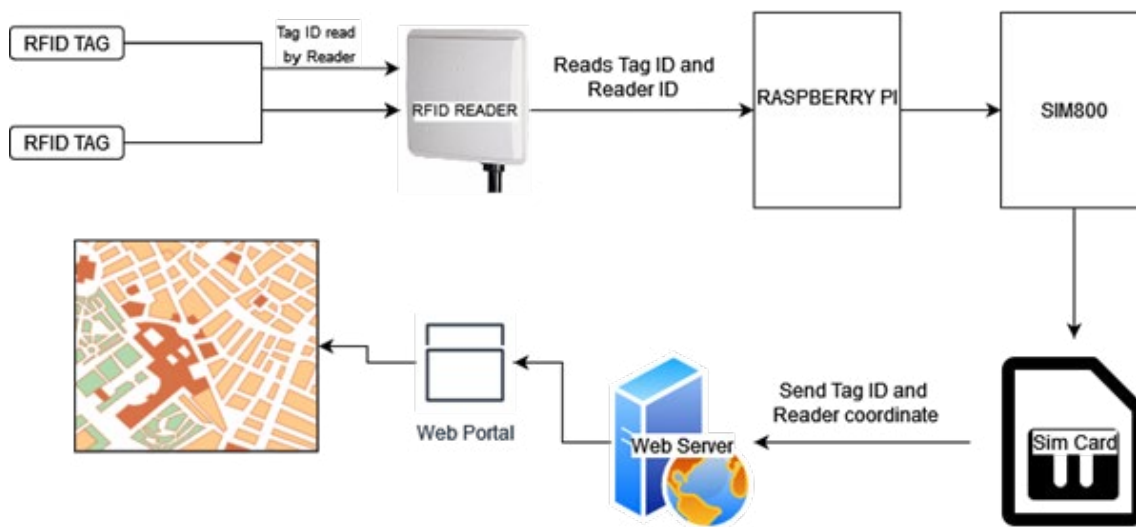 RFID TAG
Tag ID read
by Reader
RFID READER
Reads Tag ID and
Reader ID
RASPBERRY PI
SIM800
RFID TAG
Web Portal
Web Server
Send Tag ID and
Reader coordinate
Sim Card